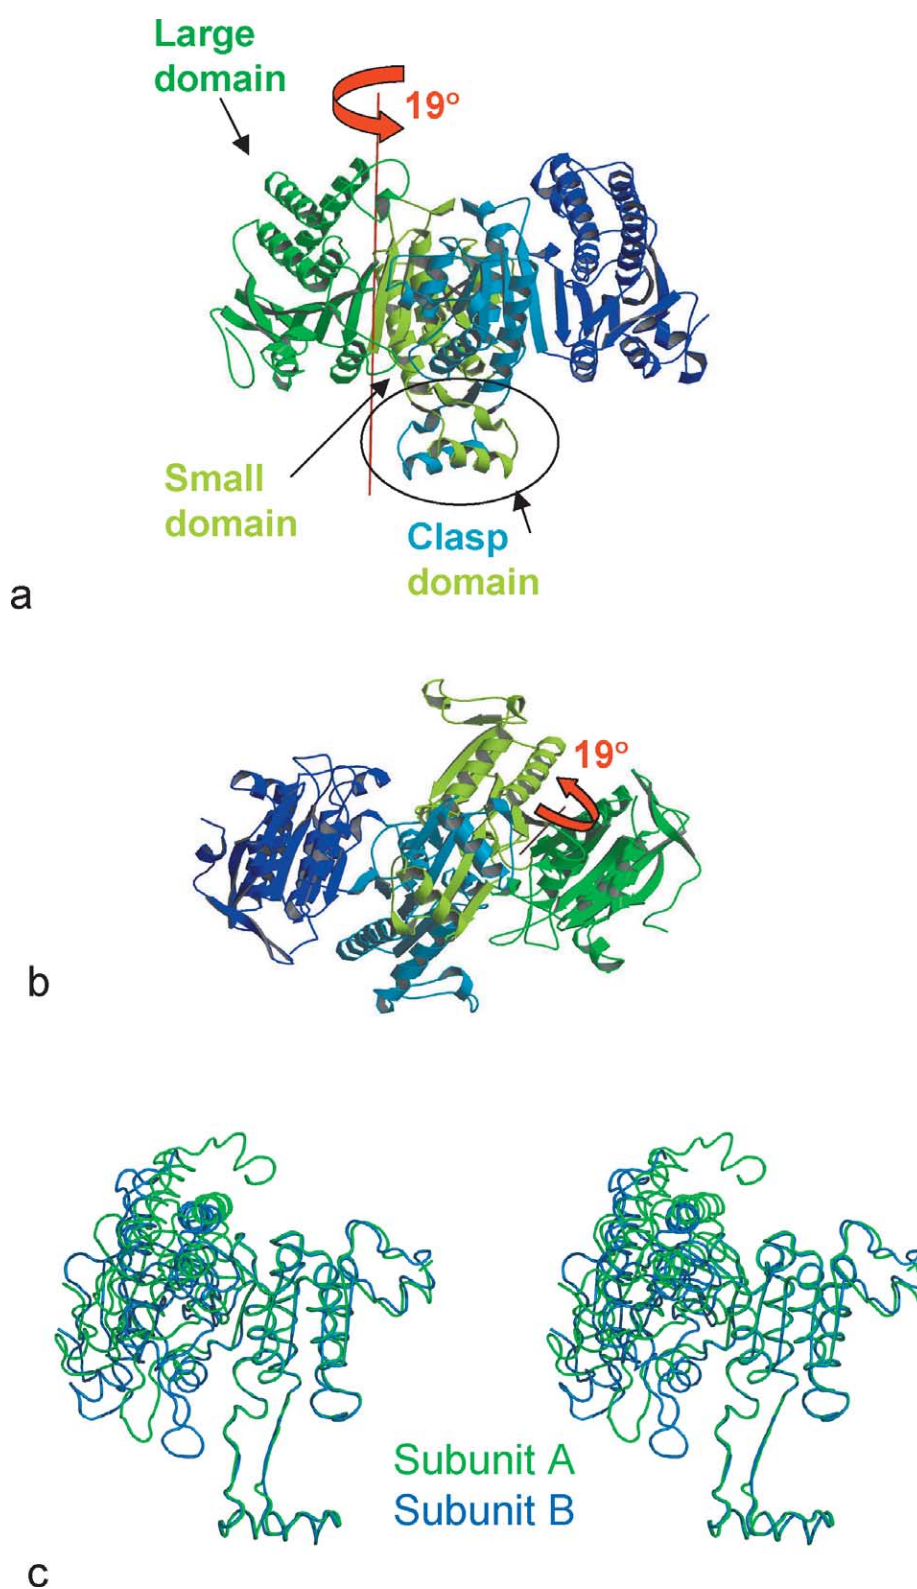 Large
domain
19°
Small
domain
Clasp
domain
a
19°
b
Subunit A
Subunit B
c